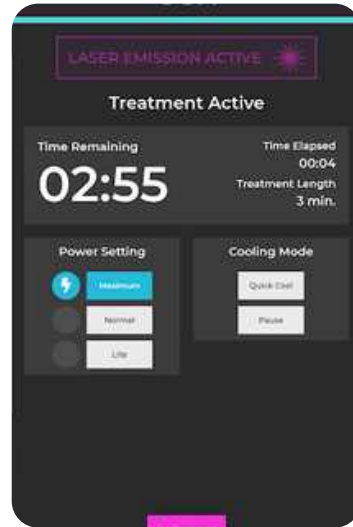 LASER EMISSION ACTIVE
Treatment Active
Time Remaining
02:55
Time Elapsed
00:04
Treatment Length
3 min.
Power Setting
Maximum
Normal
Lite
Cooling Mode
Quick Cool
Pause